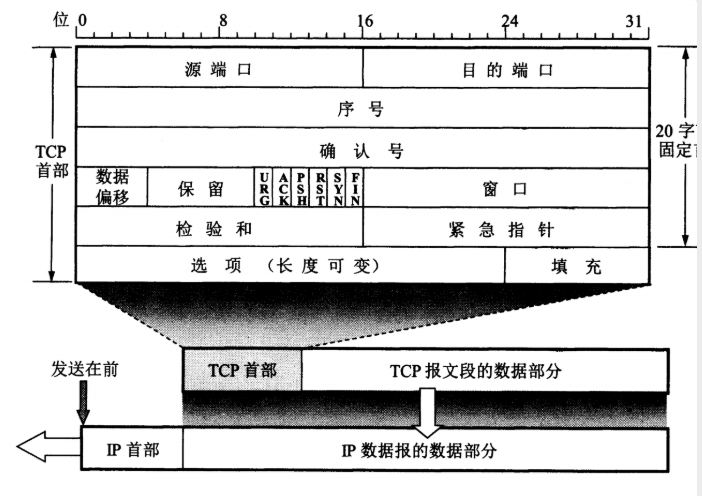 位 0 8 16 24 31
源端口 目的端口
序号
确认号
TCP
首部
20 字
固定
数据
偏移
保留
URG
ACK
PSH
RST
SYN
FIN
窗口
检验和 紧急指针
选项 (长度可变) 填充
发送在前
TCP 首部 TCP 报文段的数据部分
IP 首部 IP 数据报的数据部分